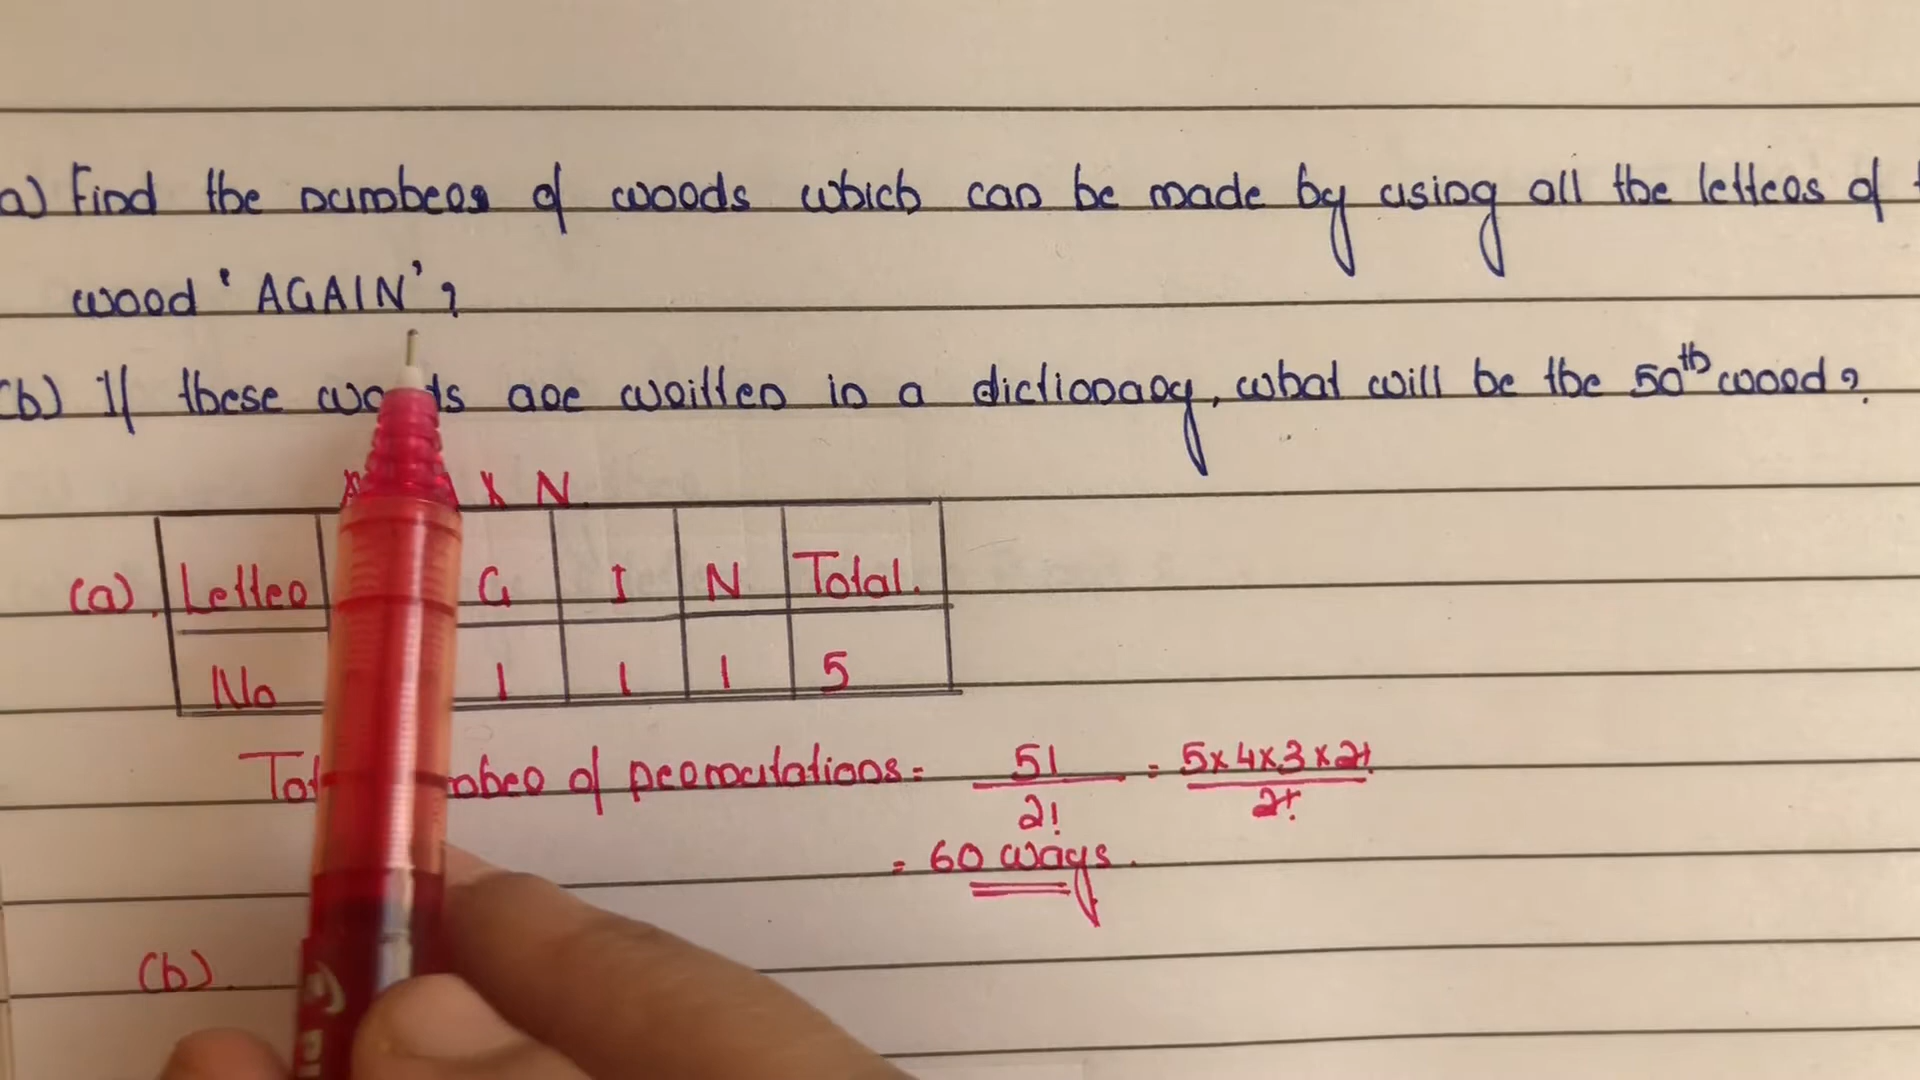 a) Find the numbers of words which can be made by using all the letters of
word 'AGAIN'?
(b) If these words are written in a dictionary, what will be the 50th word?
X N
(a). Letter G I N Total.
No 1 1 1 5
of permutations = 5! / 2! = 5x4x3x2! / 2!
= 60 ways.
(b).